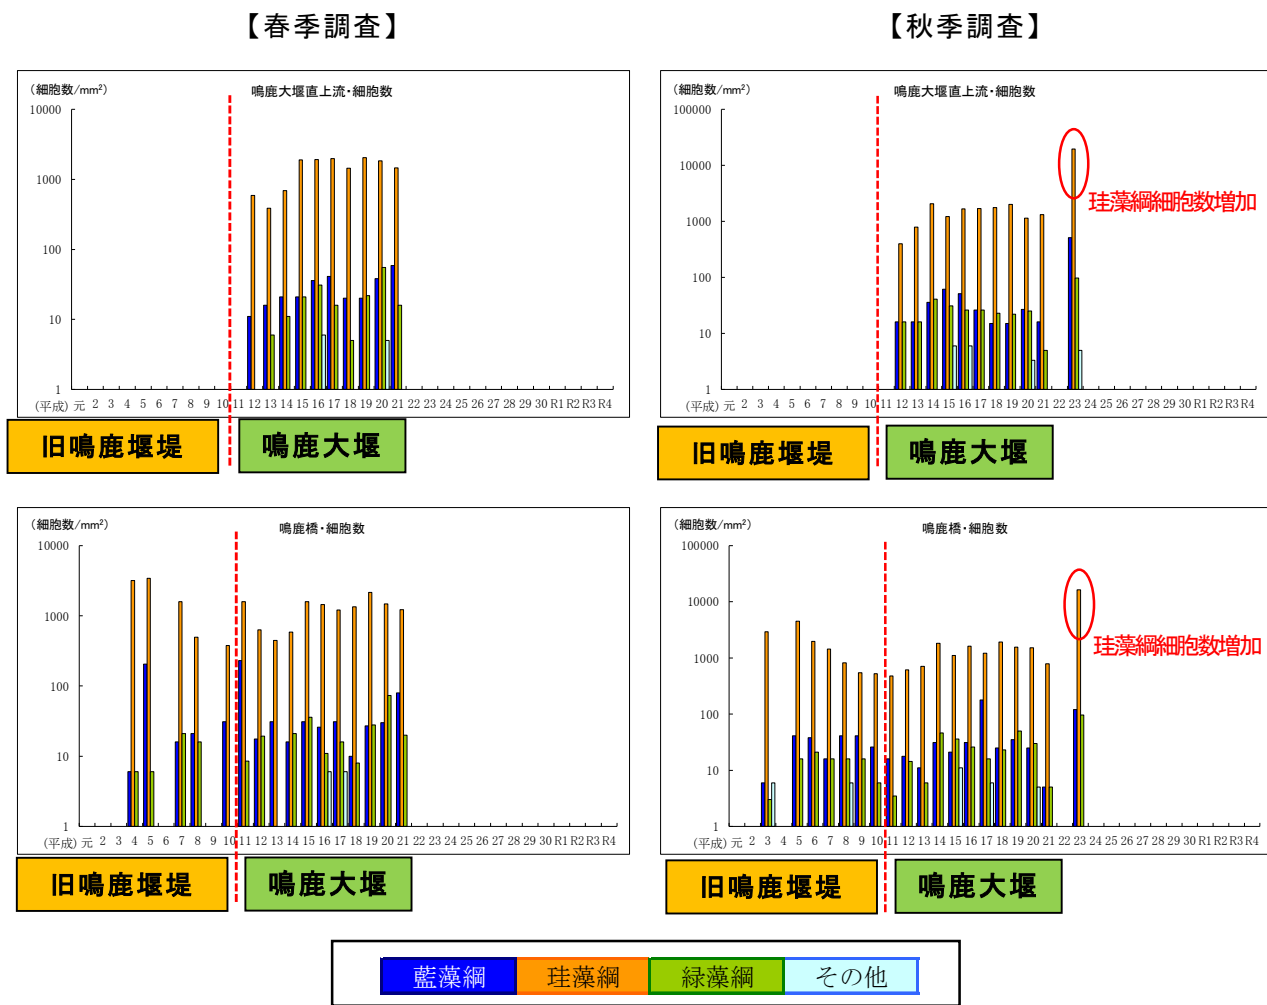 【春季調査】
【秋季調査】
(細胞数/mm²)
鳴鹿大堰直上流・細胞数
10000
1000
100
10
1
(平成) 元 2 3 4 5 6 7 8 9 10 11 12 13 14 15 16 17 18 19 20 21 22 23 24 25 26 27 28 29 30 R1 R2 R3 R4
旧鳴鹿堰堤
鳴鹿大堰
(細胞数/mm²)
鳴鹿大堰直上流・細胞数
100000
10000
1000
100
10
1
珪藻綱細胞数増加
(平成) 元 2 3 4 5 6 7 8 9 10 11 12 13 14 15 16 17 18 19 20 21 22 23 24 25 26 27 28 29 30 R1 R2 R3 R4
旧鳴鹿堰堤
鳴鹿大堰
(細胞数/mm²)
鳴鹿橋・細胞数
10000
1000
100
10
1
(平成) 元 2 3 4 5 6 7 8 9 10 11 12 13 14 15 16 17 18 19 20 21 22 23 24 25 26 27 28 29 30 R1 R2 R3 R4
旧鳴鹿堰堤
鳴鹿大堰
(細胞数/mm²)
鳴鹿橋・細胞数
100000
10000
1000
100
10
1
珪藻綱細胞数増加
(平成) 元 2 3 4 5 6 7 8 9 10 11 12 13 14 15 16 17 18 19 20 21 22 23 24 25 26 27 28 29 30 R1 R2 R3 R4
旧鳴鹿堰堤
鳴鹿大堰
藍藻綱 珪藻綱 緑藻綱 その他